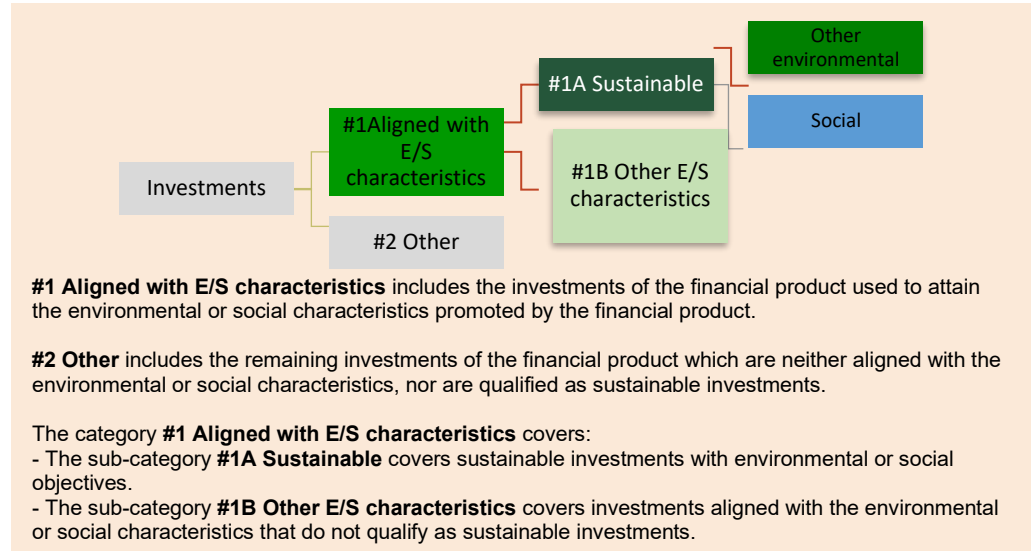 Other
environmental
#1A Sustainable
Social
#1Aligned with
E/S
characteristics
#1B Other E/S
characteristics
Investments
#2 Other
#1 Aligned with E/S characteristics includes the investments of the financial product used to attain
the environmental or social characteristics promoted by the financial product.
#2 Other includes the remaining investments of the financial product which are neither aligned with the
environmental or social characteristics, nor are qualified as sustainable investments.
The category #1 Aligned with E/S characteristics covers:
- The sub-category #1A Sustainable covers sustainable investments with environmental or social
objectives.
- The sub-category #1B Other E/S characteristics covers investments aligned with the environmental
or social characteristics that do not qualify as sustainable investments.